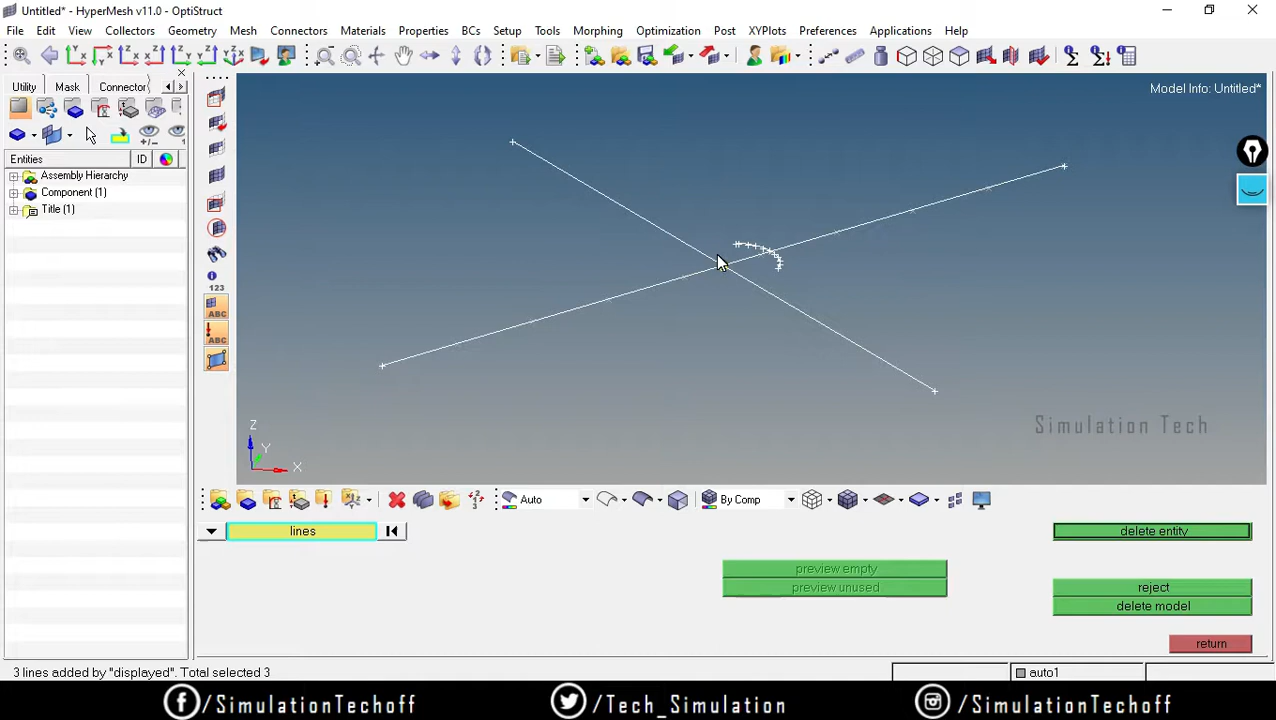 Untitled* - HyperMesh v11.0 - OptiStruct
File Edit View Collectors Geometry Mesh Connectors Materials Properties BCs Setup Tools Morphing Optimization Post XYPlots Preferences Applications Help
Utility Mask Connector
Model Info: Untitled*
Entities ID
Assembly Hierarchy
Component (1)
Title (1)
123
ABC
ABC
Simulation Tech
Z
Y
X
Auto By Comp
lines delete entity
preview empty
preview unused reject
delete model
return
3 lines added by "displayed". Total selected 3 auto1
/SimulationTechoff /Tech_Simulation /SimulationTechoff